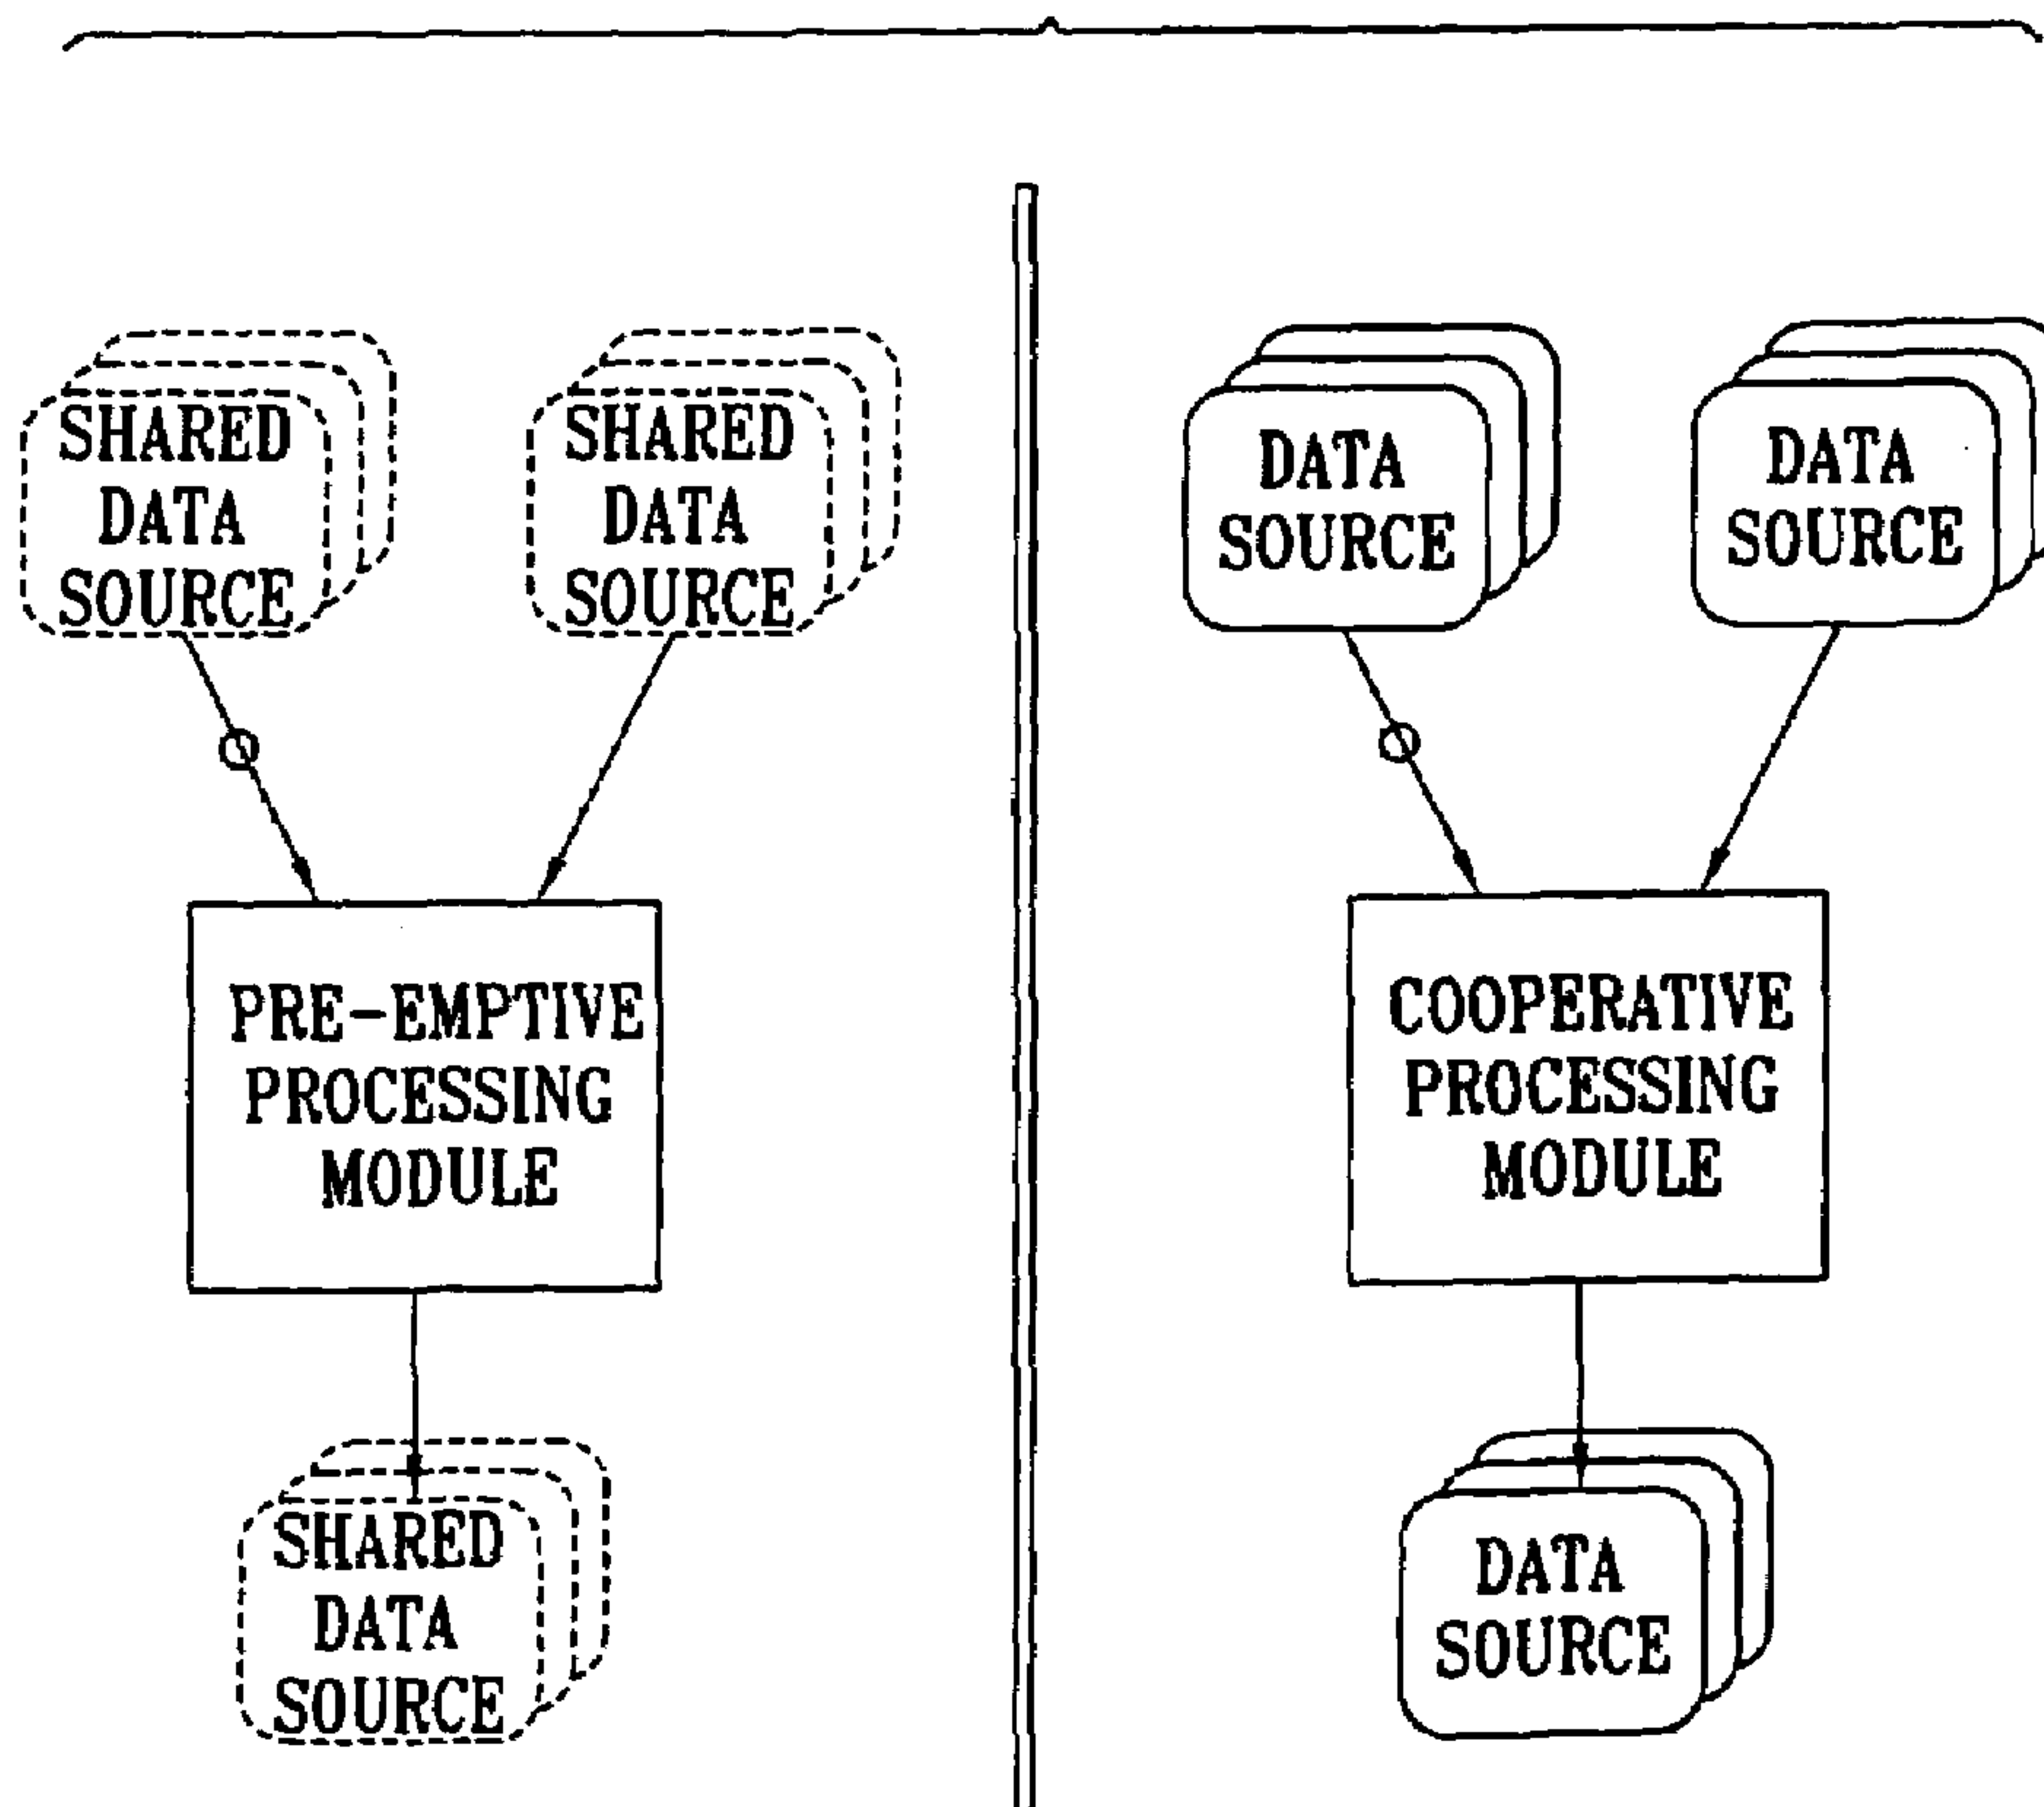 SHARED
DATA
SOURCE
SHARED
DATA
SOURCE
PRE-EMPTIVE
PROCESSING
MODULE
SHARED
DATA
SOURCE
DATA
SOURCE
DATA
SOURCE
COOPERATIVE
PROCESSING
MODULE
DATA
SOURCE